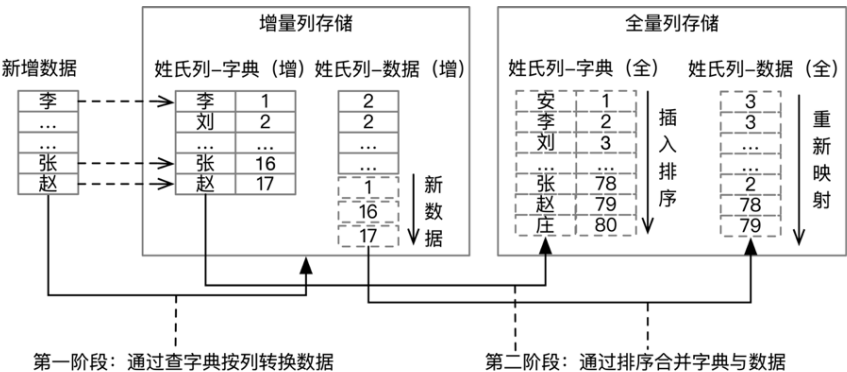 增量列存储
全量列存储
新增数据
姓氏列–字典（增）
姓氏列–数据（增）
姓氏列–字典（全）
姓氏列–数据（全）
李
…
…
张
赵
李 1
刘 2
… …
张 16
赵 17
2
2
…
…
1
16
17
新数据
安 1
李 2
刘 3
… …
张 78
赵 79
庄 80
插入排序
3
3
…
…
2
78
79
重新映射
第一阶段：通过查字典按列转换数据
第二阶段：通过排序合并字典与数据